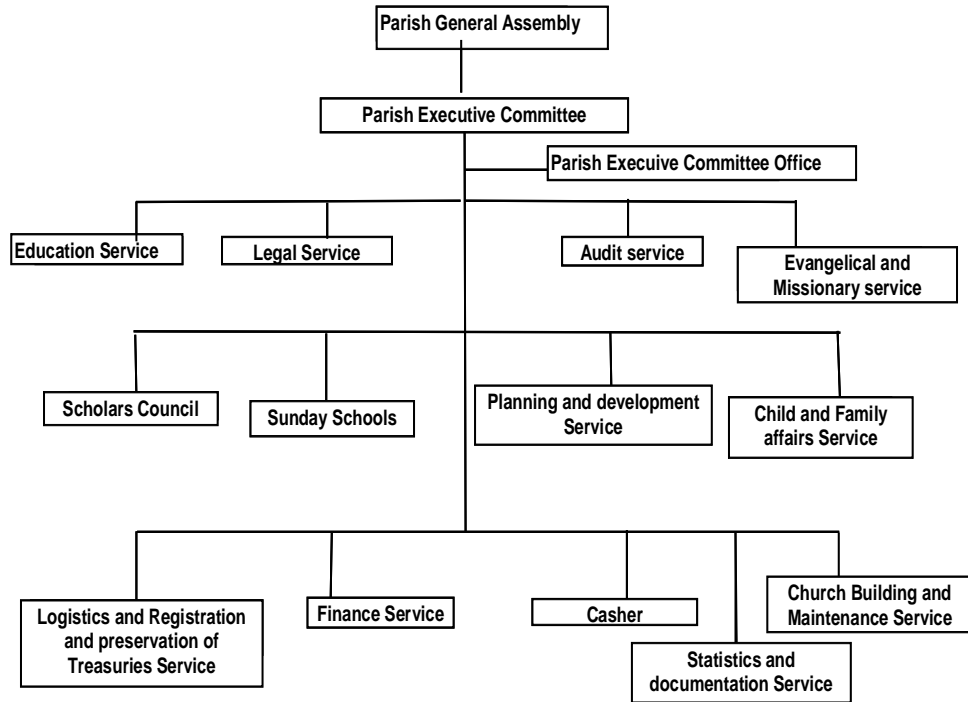 Parish General Assembly
Parish Executive Committee
Parish Execuive Committee Office
Education Service
Legal Service
Audit service
Evangelical and
Missionary service
Scholars Council
Sunday Schools
Planning and development
Service
Child and Family
affairs Service
Logistics and Registration
and preservation of
Treasuries Service
Finance Service
Casher
Statistics and
documentation Service
Church Building and
Maintenance Service